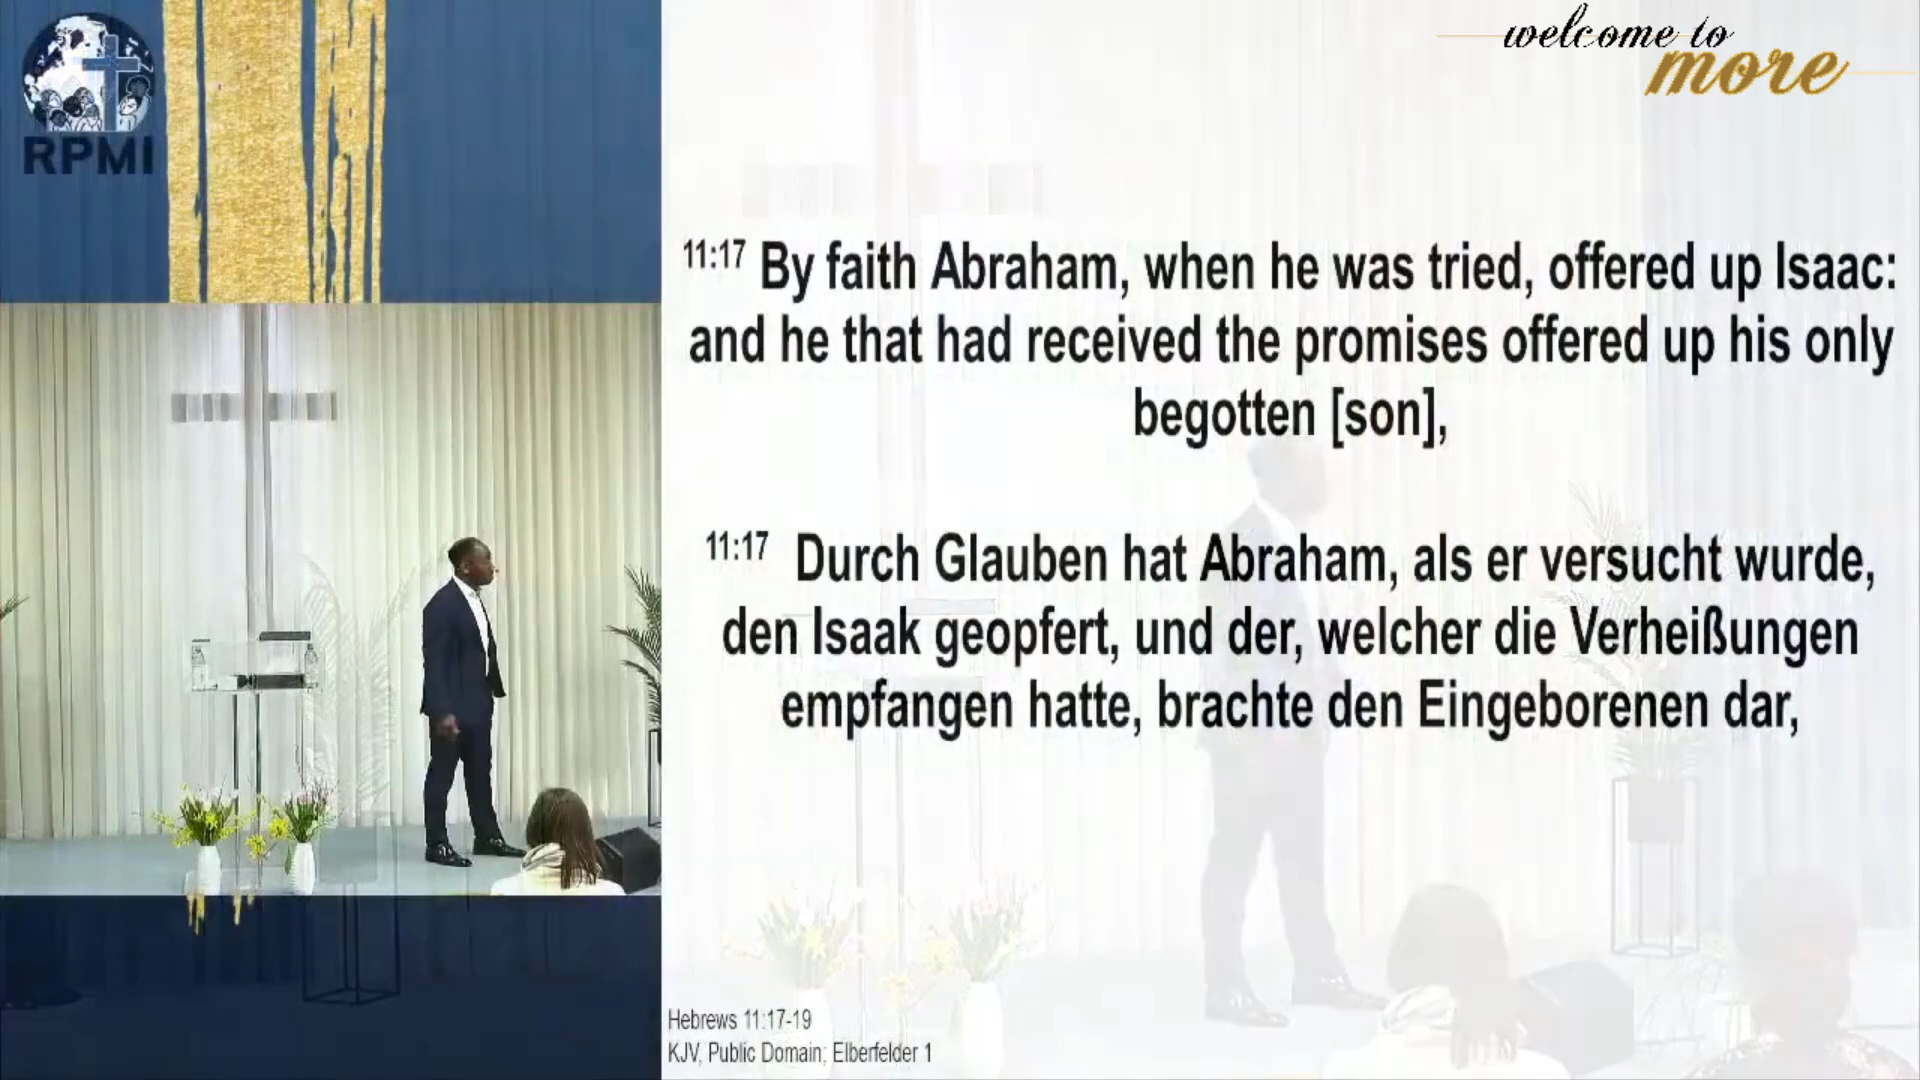 RPMI
welcome to
more
11:17 By faith Abraham, when he was tried, offered up Isaac:
and he that had received the promises offered up his only
begotten [son],
11:17 Durch Glauben hat Abraham, als er versucht wurde,
den Isaak geopfert, und der, welcher die Verheißungen
empfangen hatte, brachte den Eingeborenen dar,
Hebrews 11:17-19
KJV, Public Domain; Elberfelder 1